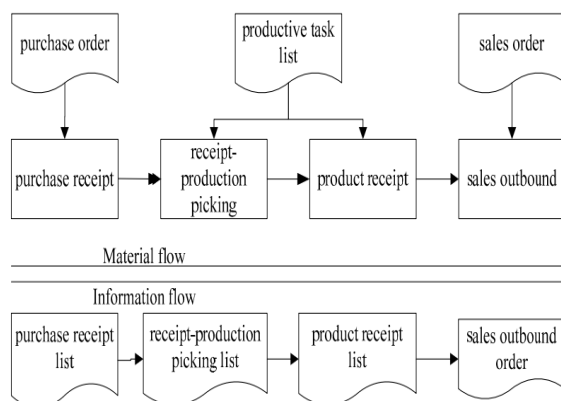 purchase order
productive task
list
sales order
purchase receipt
receipt-
production
picking
product receipt
sales outbound
Material flow
Information flow
purchase receipt
list
receipt-production
picking list
product receipt
list
sales outbound
order